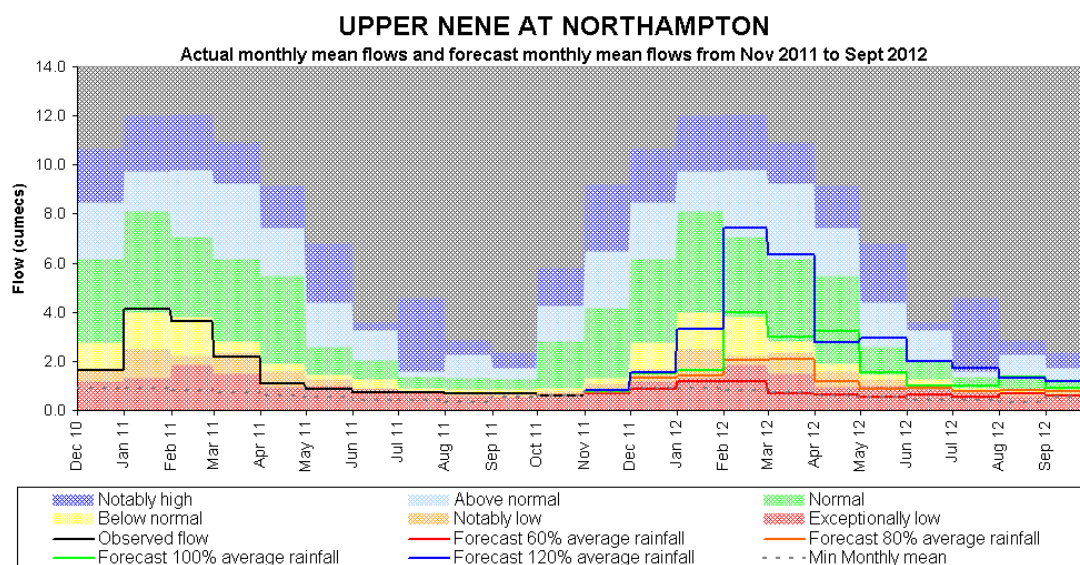 UPPER NENE AT NORTHAMPTON
Actual monthly mean flows and forecast monthly mean flows from Nov 2011 to Sept 2012
14.0
12.0
10.0
8.0
6.0
4.0
2.0
0.0
Flow (cumecs)
Dec 10 Jan 11 Feb 11 Mar 11 Apr 11 May 11 Jun 11 Jul 11 Aug 11 Sep 11 Oct 11 Nov 11 Dec 11 Jan 12 Feb 12 Mar 12 Apr 12 May 12 Jun 12 Jul 12 Aug 12 Sep 12
Notably high Above normal Normal
Below normal Notably low Exceptionally low
Observed flow Forecast 60% average rainfall Forecast 80% average rainfall
Forecast 100% average rainfall Forecast 120% average rainfall Min Monthly mean